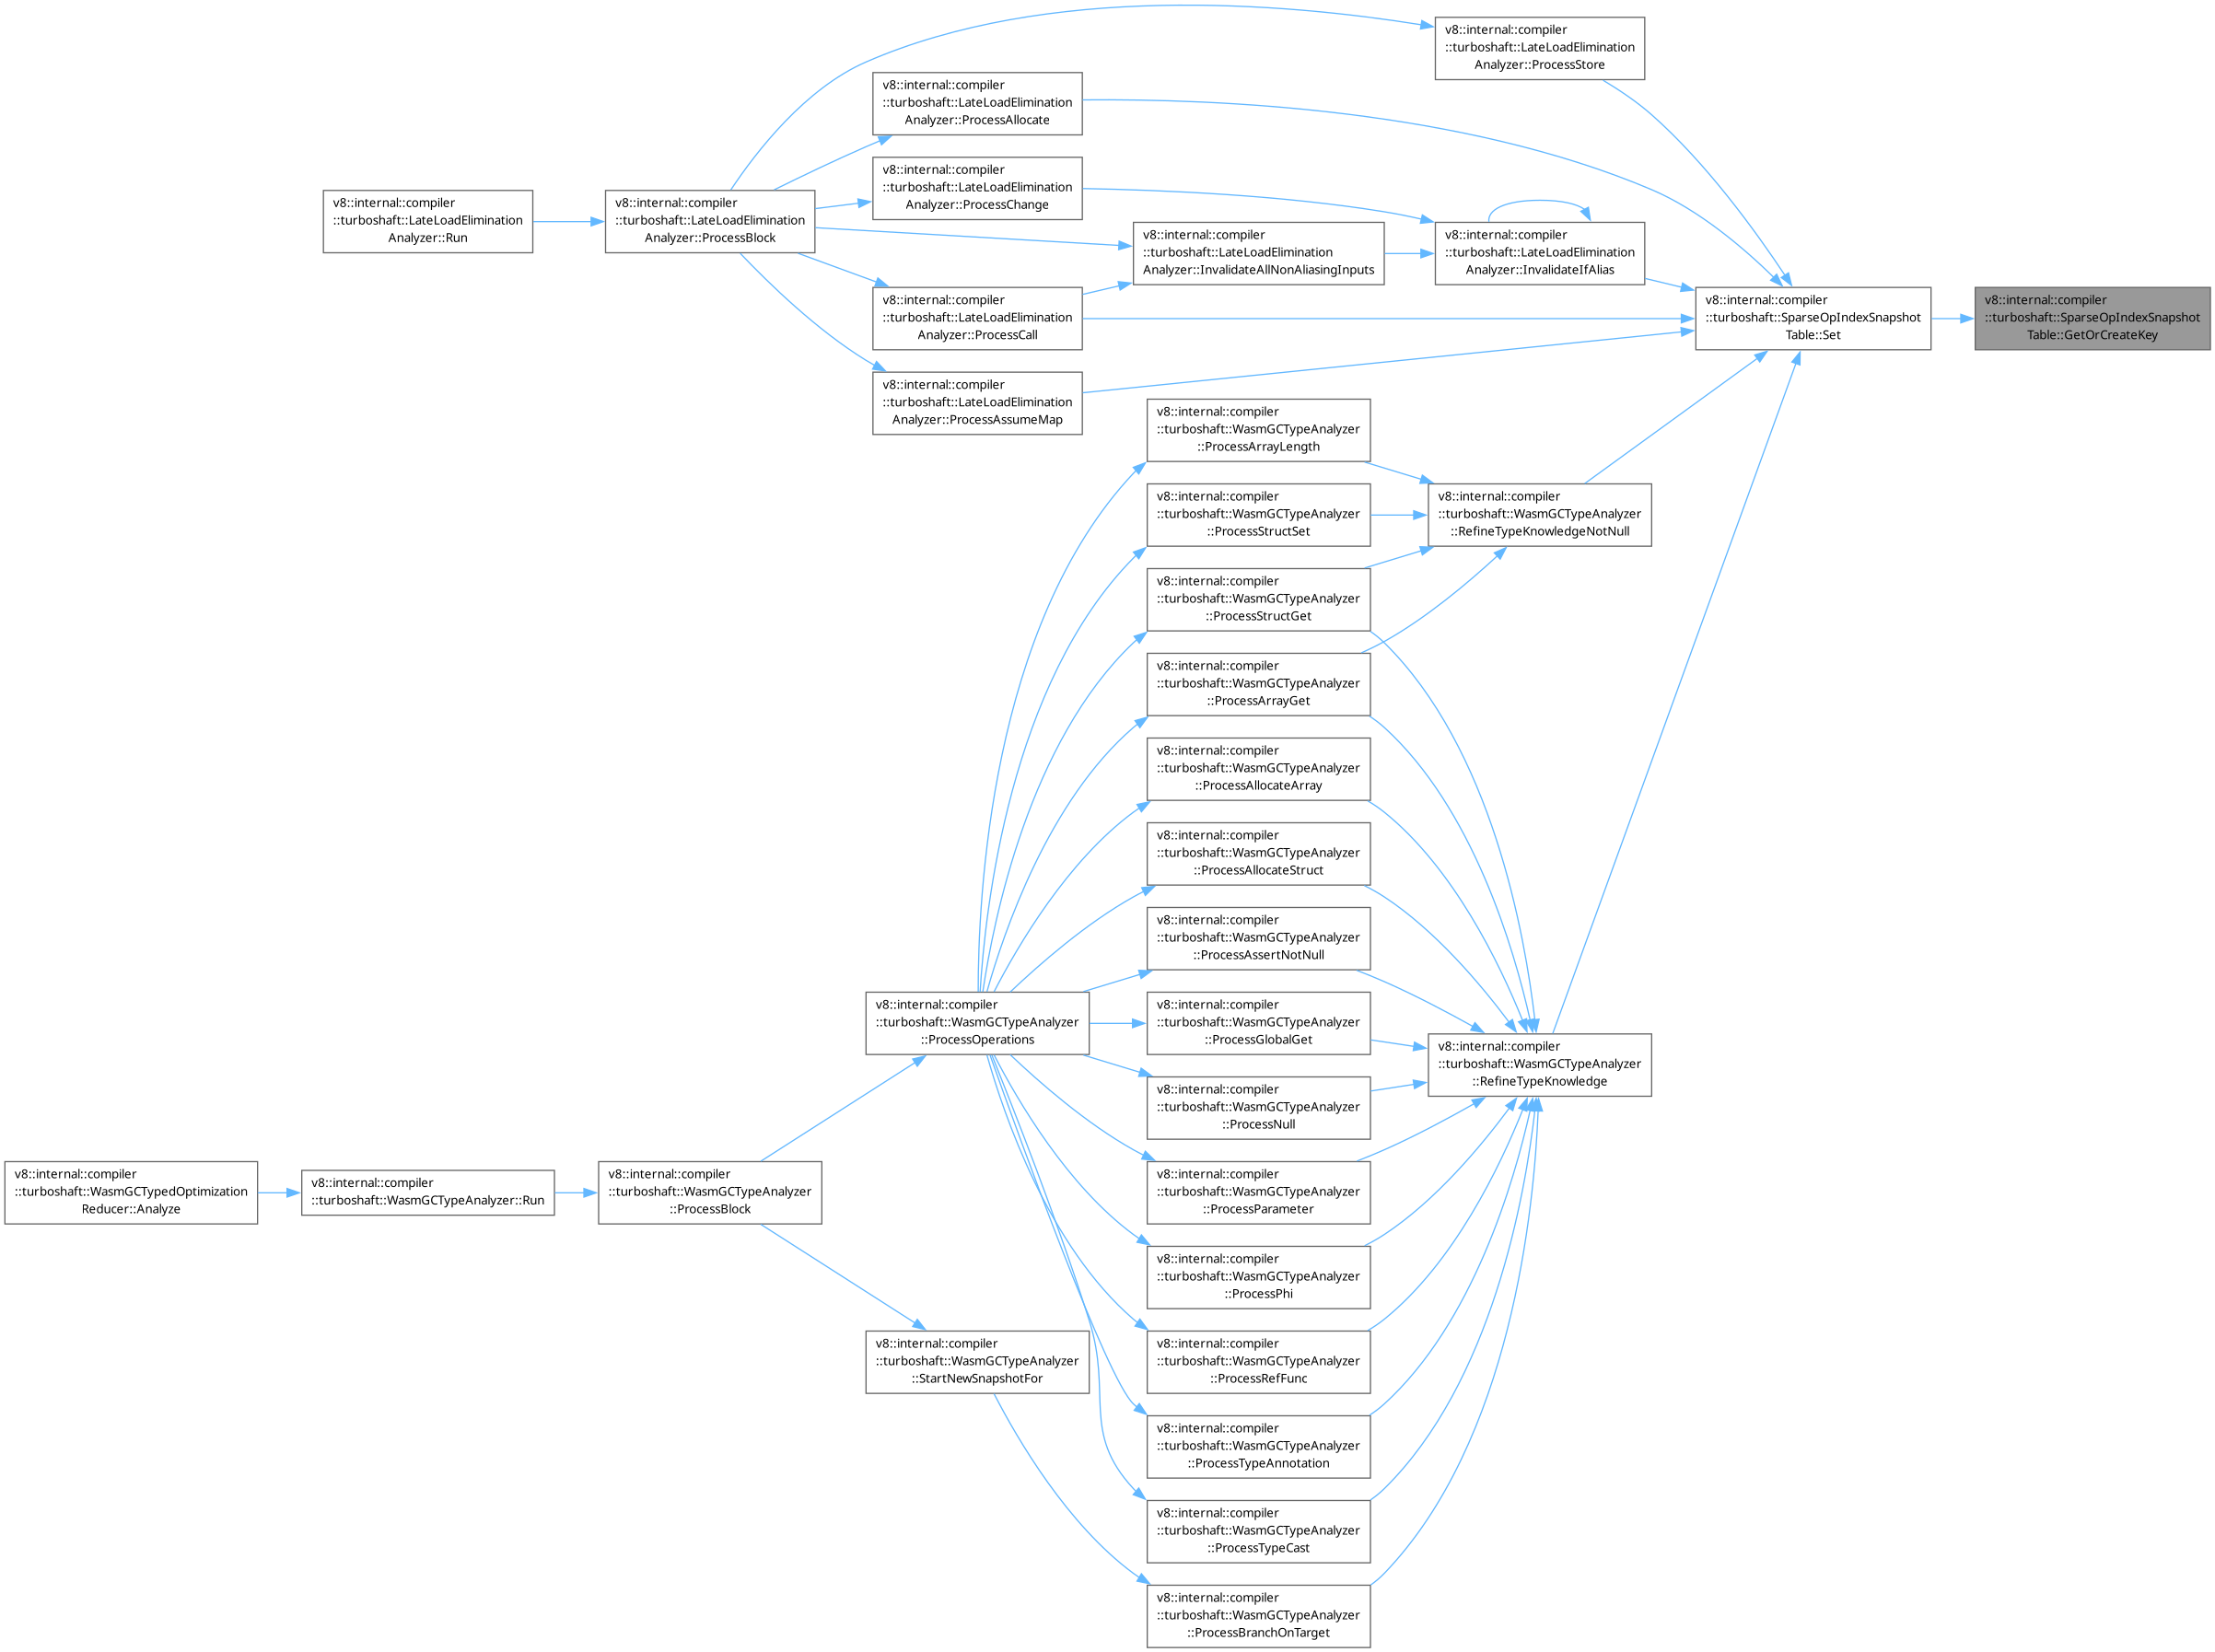 v8::internal::compiler
::turboshaft::LateLoadElimination
Analyzer::ProcessStore
v8::internal::compiler
::turboshaft::LateLoadElimination
Analyzer::ProcessAllocate
v8::internal::compiler
::turboshaft::LateLoadElimination
Analyzer::ProcessChange
v8::internal::compiler
::turboshaft::LateLoadElimination
Analyzer::Run
v8::internal::compiler
::turboshaft::LateLoadElimination
Analyzer::ProcessBlock
v8::internal::compiler
::turboshaft::LateLoadElimination
Analyzer::InvalidateAllNonAliasingInputs
v8::internal::compiler
::turboshaft::LateLoadElimination
Analyzer::InvalidateIfAlias
v8::internal::compiler
::turboshaft::LateLoadElimination
Analyzer::ProcessCall
v8::internal::compiler
::turboshaft::SparseOpIndexSnapshot
Table::Set
v8::internal::compiler
::turboshaft::SparseOpIndexSnapshot
Table::GetOrCreateKey
v8::internal::compiler
::turboshaft::LateLoadElimination
Analyzer::ProcessAssumeMap
v8::internal::compiler
::turboshaft::WasmGCTypeAnalyzer
::ProcessArrayLength
v8::internal::compiler
::turboshaft::WasmGCTypeAnalyzer
::ProcessStructSet
v8::internal::compiler
::turboshaft::WasmGCTypeAnalyzer
::RefineTypeKnowledgeNotNull
v8::internal::compiler
::turboshaft::WasmGCTypeAnalyzer
::ProcessStructGet
v8::internal::compiler
::turboshaft::WasmGCTypeAnalyzer
::ProcessArrayGet
v8::internal::compiler
::turboshaft::WasmGCTypeAnalyzer
::ProcessAllocateArray
v8::internal::compiler
::turboshaft::WasmGCTypeAnalyzer
::ProcessAllocateStruct
v8::internal::compiler
::turboshaft::WasmGCTypeAnalyzer
::ProcessAssertNotNull
v8::internal::compiler
::turboshaft::WasmGCTypeAnalyzer
::ProcessOperations
v8::internal::compiler
::turboshaft::WasmGCTypeAnalyzer
::ProcessGlobalGet
v8::internal::compiler
::turboshaft::WasmGCTypeAnalyzer
::RefineTypeKnowledge
v8::internal::compiler
::turboshaft::WasmGCTypeAnalyzer
::ProcessNull
v8::internal::compiler
::turboshaft::WasmGCTypedOptimization
Reducer::Analyze
v8::internal::compiler
::turboshaft::WasmGCTypeAnalyzer::Run
v8::internal::compiler
::turboshaft::WasmGCTypeAnalyzer
::ProcessBlock
v8::internal::compiler
::turboshaft::WasmGCTypeAnalyzer
::ProcessParameter
v8::internal::compiler
::turboshaft::WasmGCTypeAnalyzer
::ProcessPhi
v8::internal::compiler
::turboshaft::WasmGCTypeAnalyzer
::StartNewSnapshotFor
v8::internal::compiler
::turboshaft::WasmGCTypeAnalyzer
::ProcessRefFunc
v8::internal::compiler
::turboshaft::WasmGCTypeAnalyzer
::ProcessTypeAnnotation
v8::internal::compiler
::turboshaft::WasmGCTypeAnalyzer
::ProcessTypeCast
v8::internal::compiler
::turboshaft::WasmGCTypeAnalyzer
::ProcessBranchOnTarget